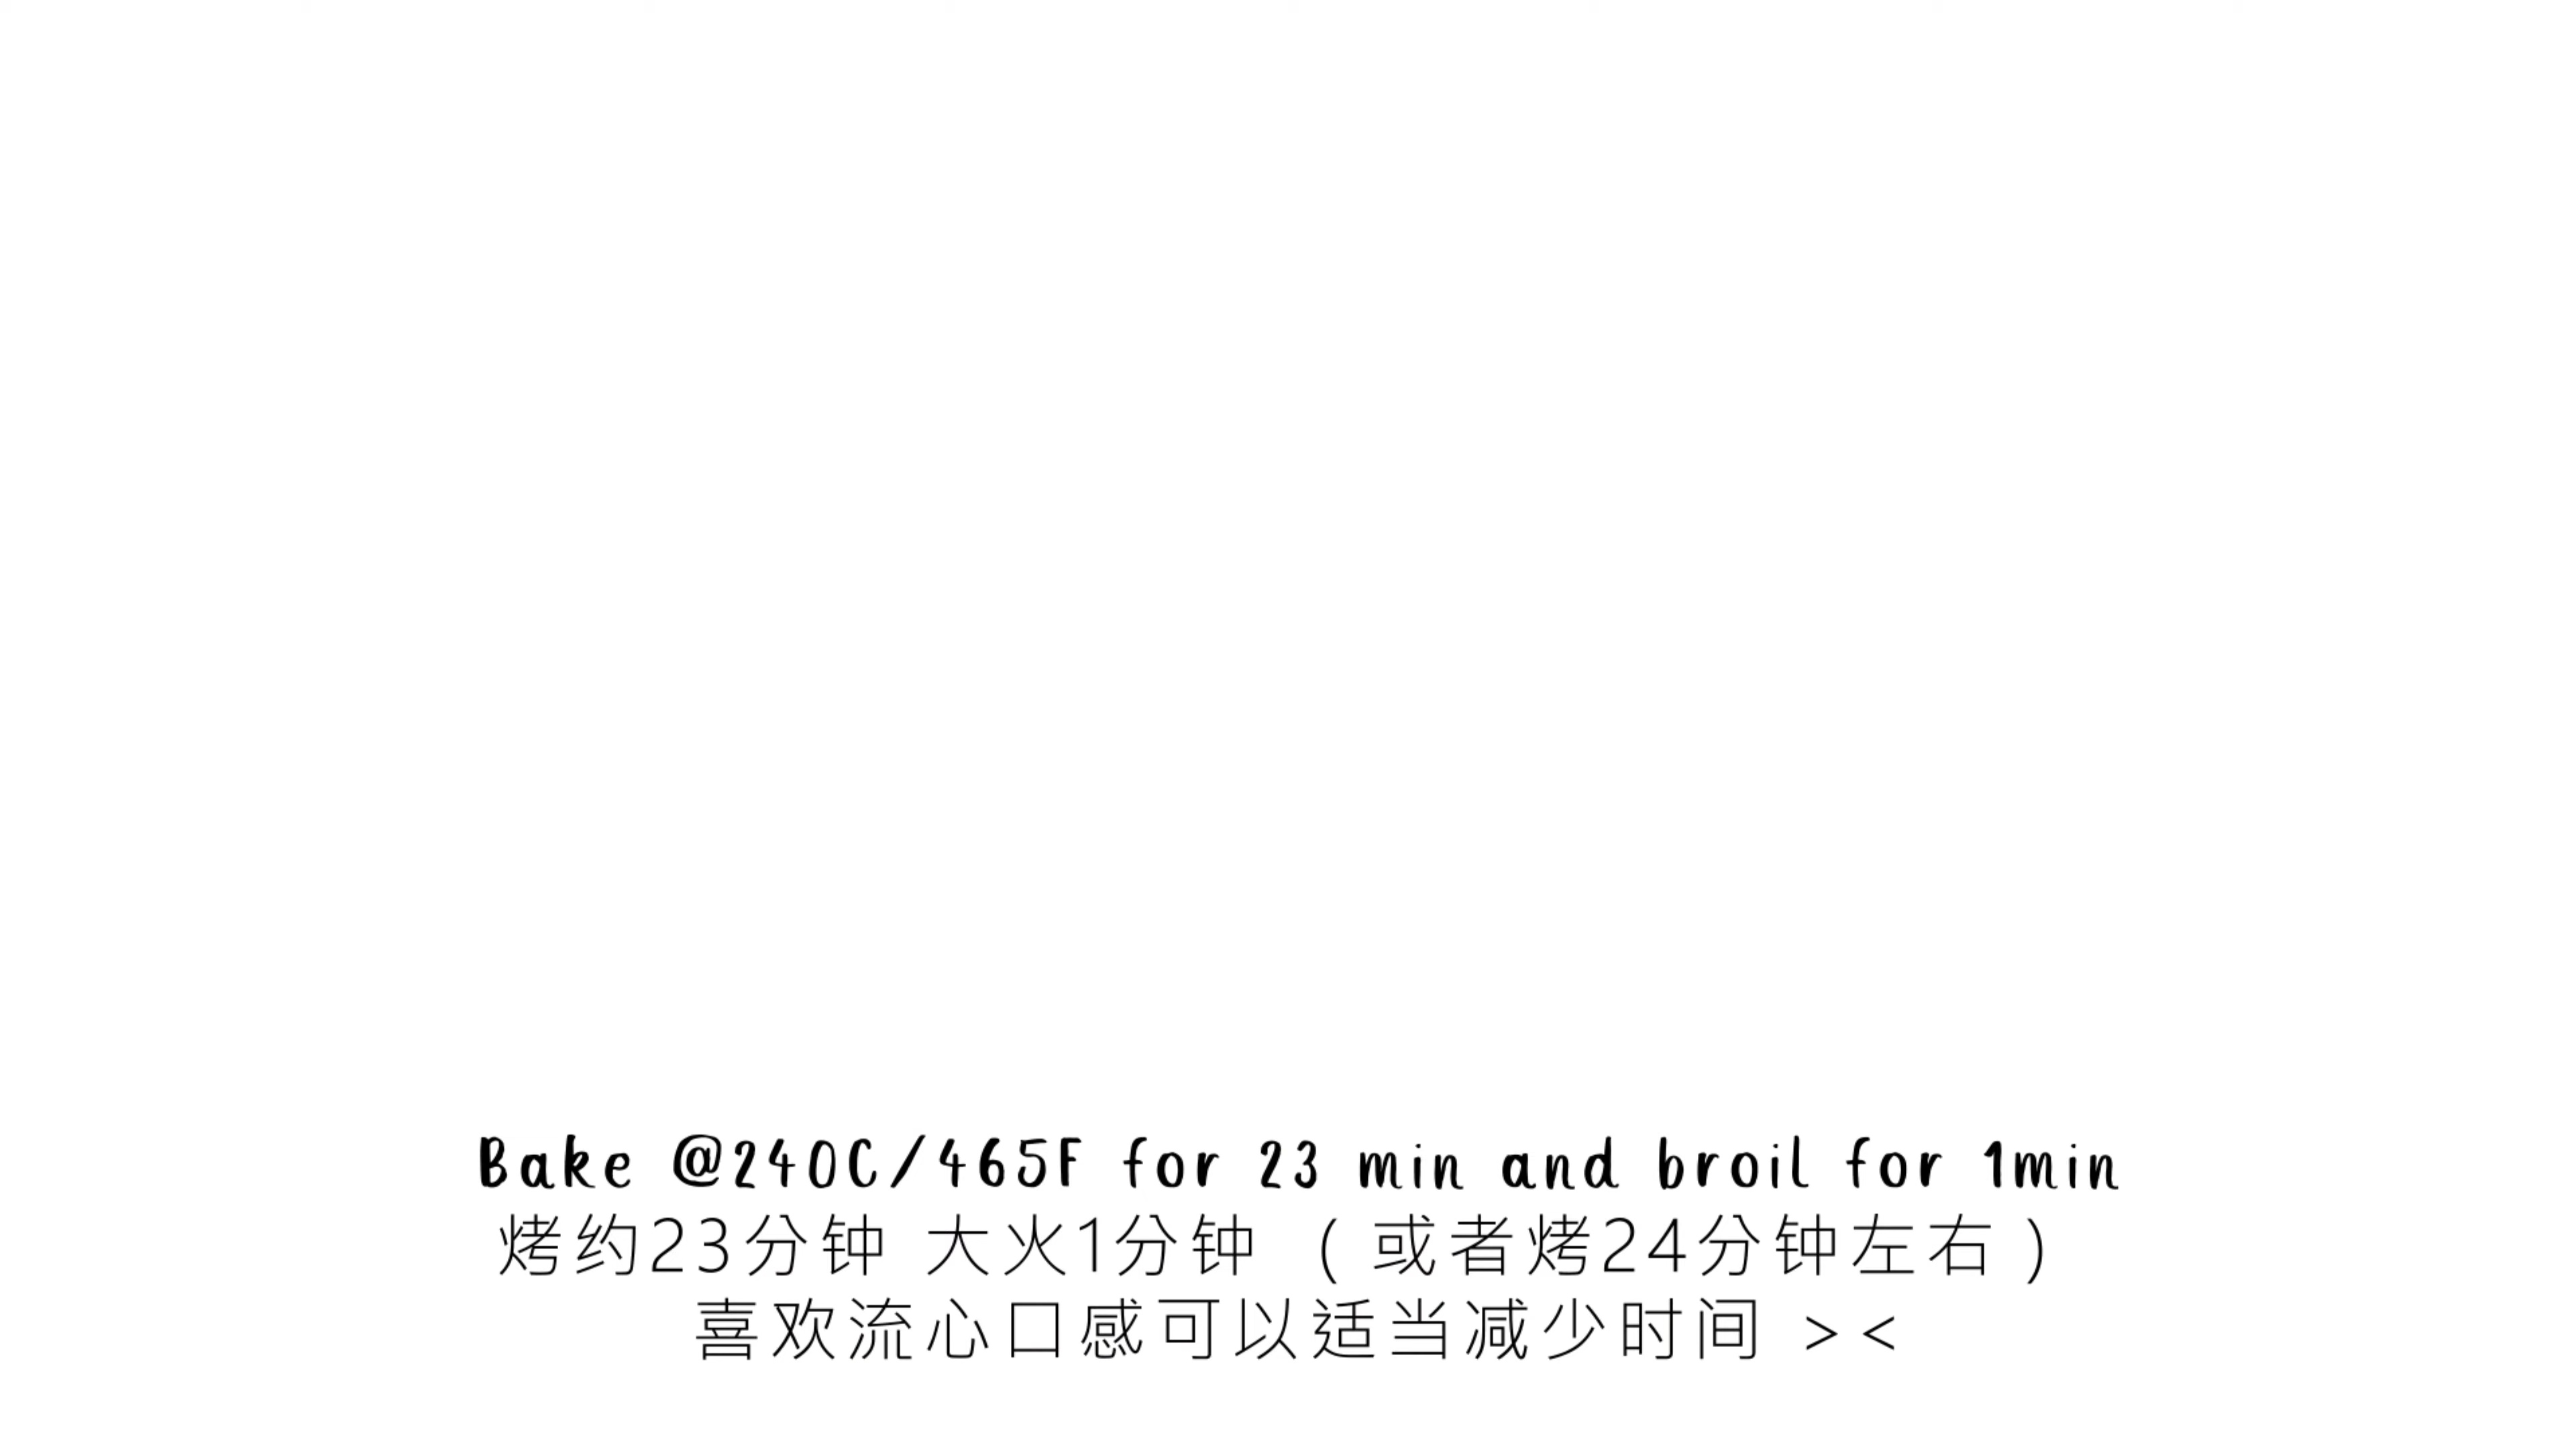 Bake @240C/465F for 23 min and broil for 1min
烤约23分钟 大火1分钟 （或者烤24分钟左右）
喜欢流心口感可以适当减少时间 > <